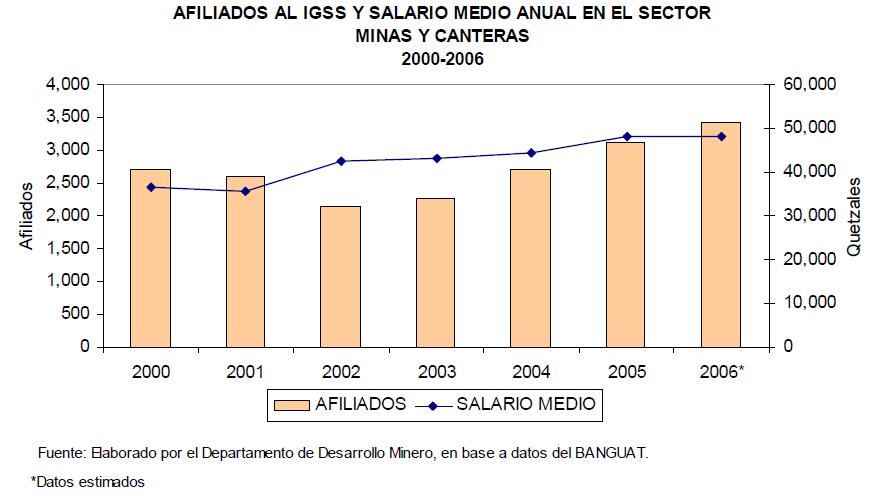 AFILIADOS AL IGSS Y SALARIO MEDIO ANUAL EN EL SECTOR
MINAS Y CANTERAS
2000-2006
4,000
3,500
3,000
2,500
2,000
1,500
1,000
500
0
Afiliados
60,000
50,000
40,000
30,000
20,000
10,000
0
Quetzales
2000 2001 2002 2003 2004 2005 2006*
AFILIADOS SALARIO MEDIO
Fuente: Elaborado por el Departamento de Desarrollo Minero, en base a datos del BANGUAT.
*Datos estimados